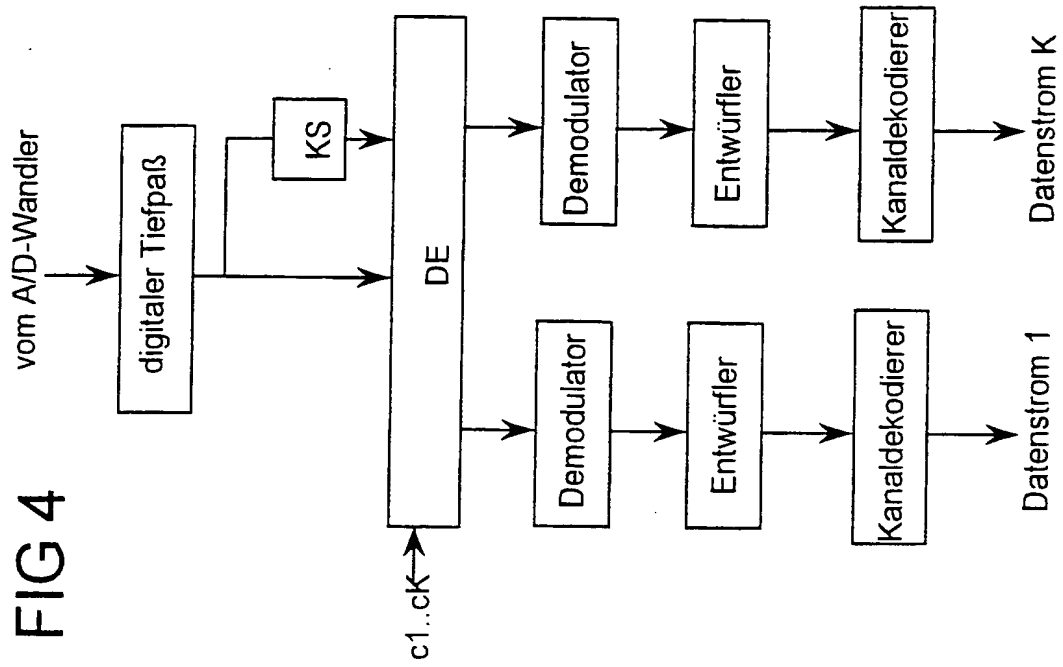 FIG 4
vom A/D-Wandler
digitaler Tiefpaß
KS
c1..cK
DE
Demodulator
Demodulator
Entwürfler
Entwürfler
Kanaldekodierer
Kanaldekodierer
Datenstrom 1
Datenstrom K